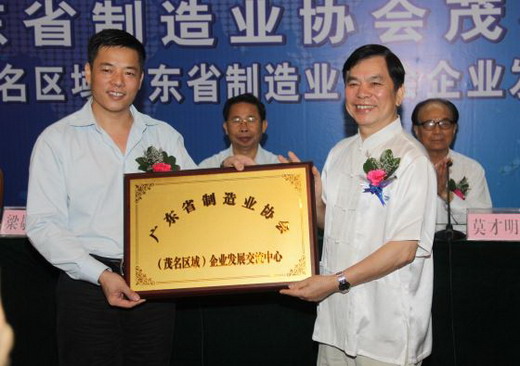 东省制造业协会茂
名区域 东省制造业 会企业发
广东省制造业协会
(茂名区域)企业发展交流中心
梁
莫才明